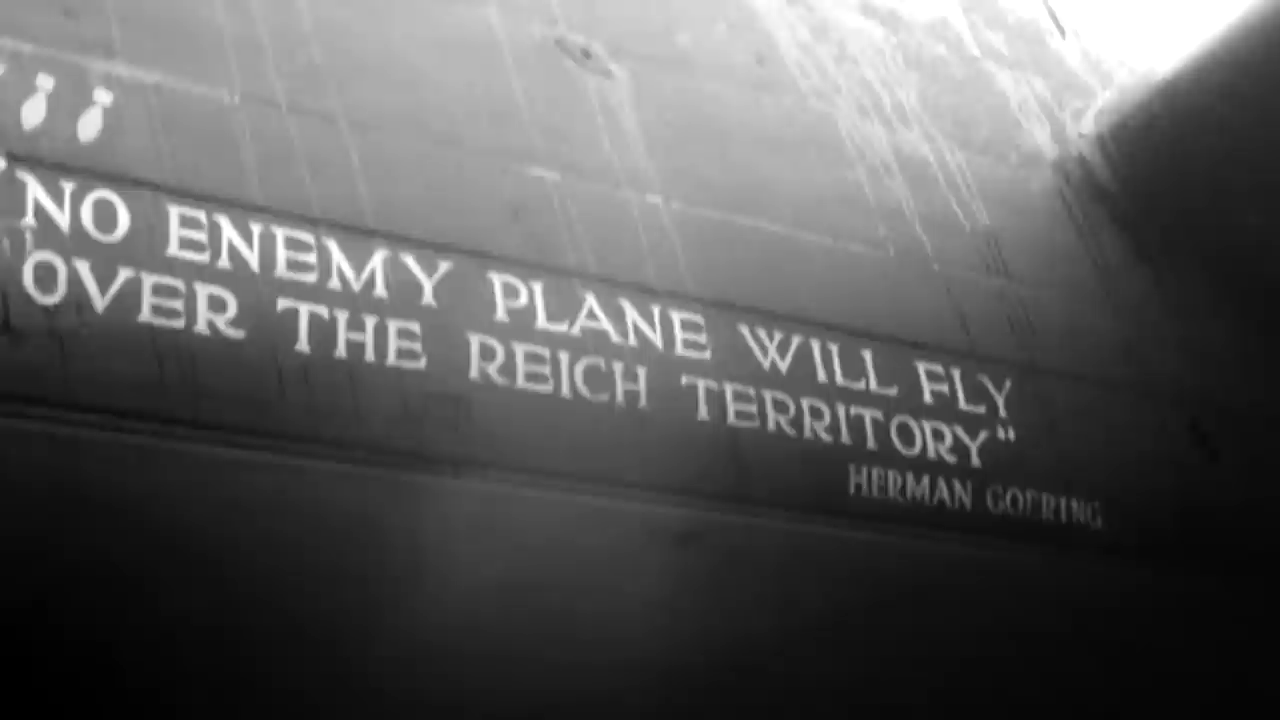 "NO ENEMY PLANE WILL FLY
OVER THE REICH TERRITORY"
HERMAN GOERING